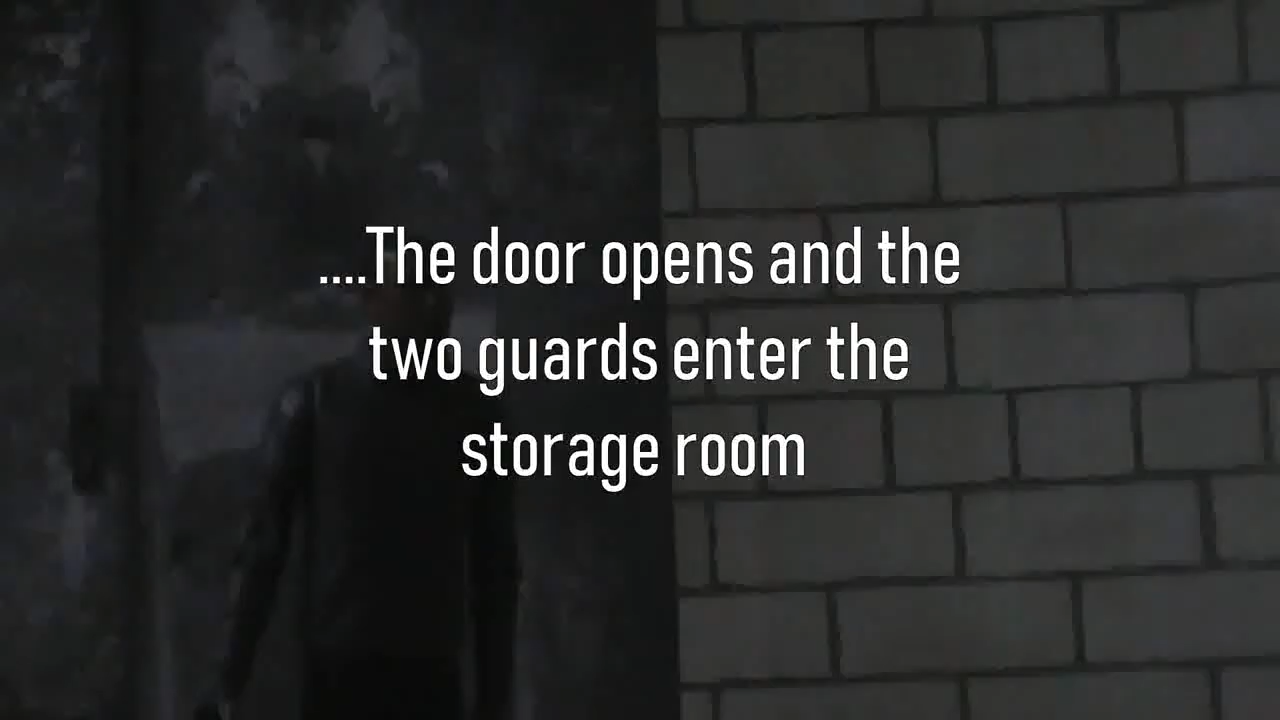 ....The door opens and the
two guards enter the
storage room